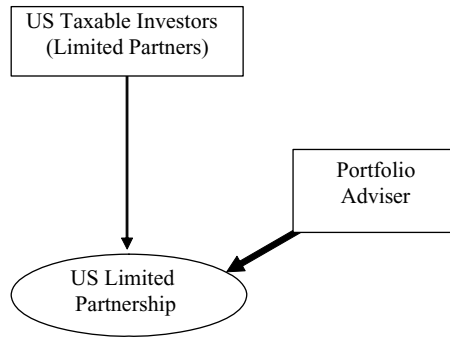 US Taxable Investors
(Limited Partners)
Portfolio
Adviser
US Limited
Partnership